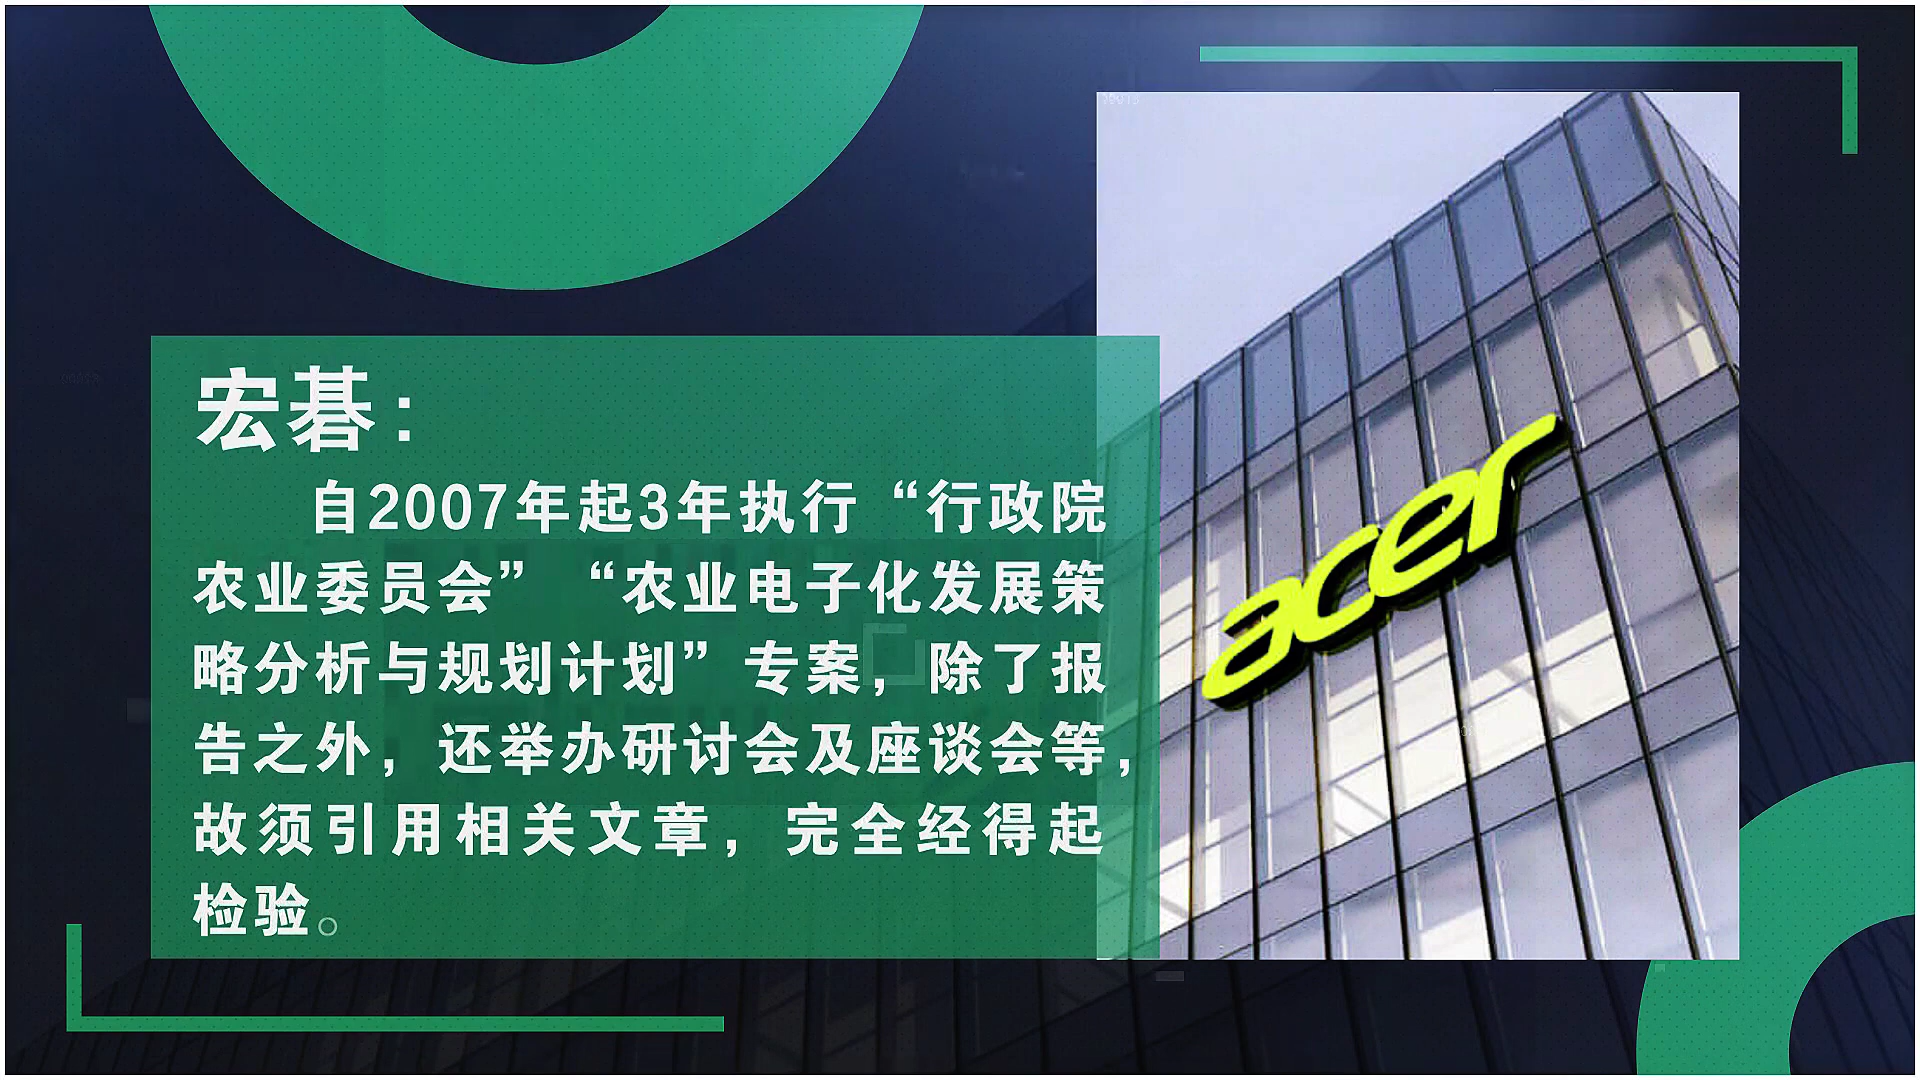 宏碁：
自2007年起3年执行“行政院
农业委员会”“农业电子化发展策
略分析与规划计划”专案，除了报
告之外，还举办研讨会及座谈会等，
故须引用相关文章，完全经得起
检验。
acer